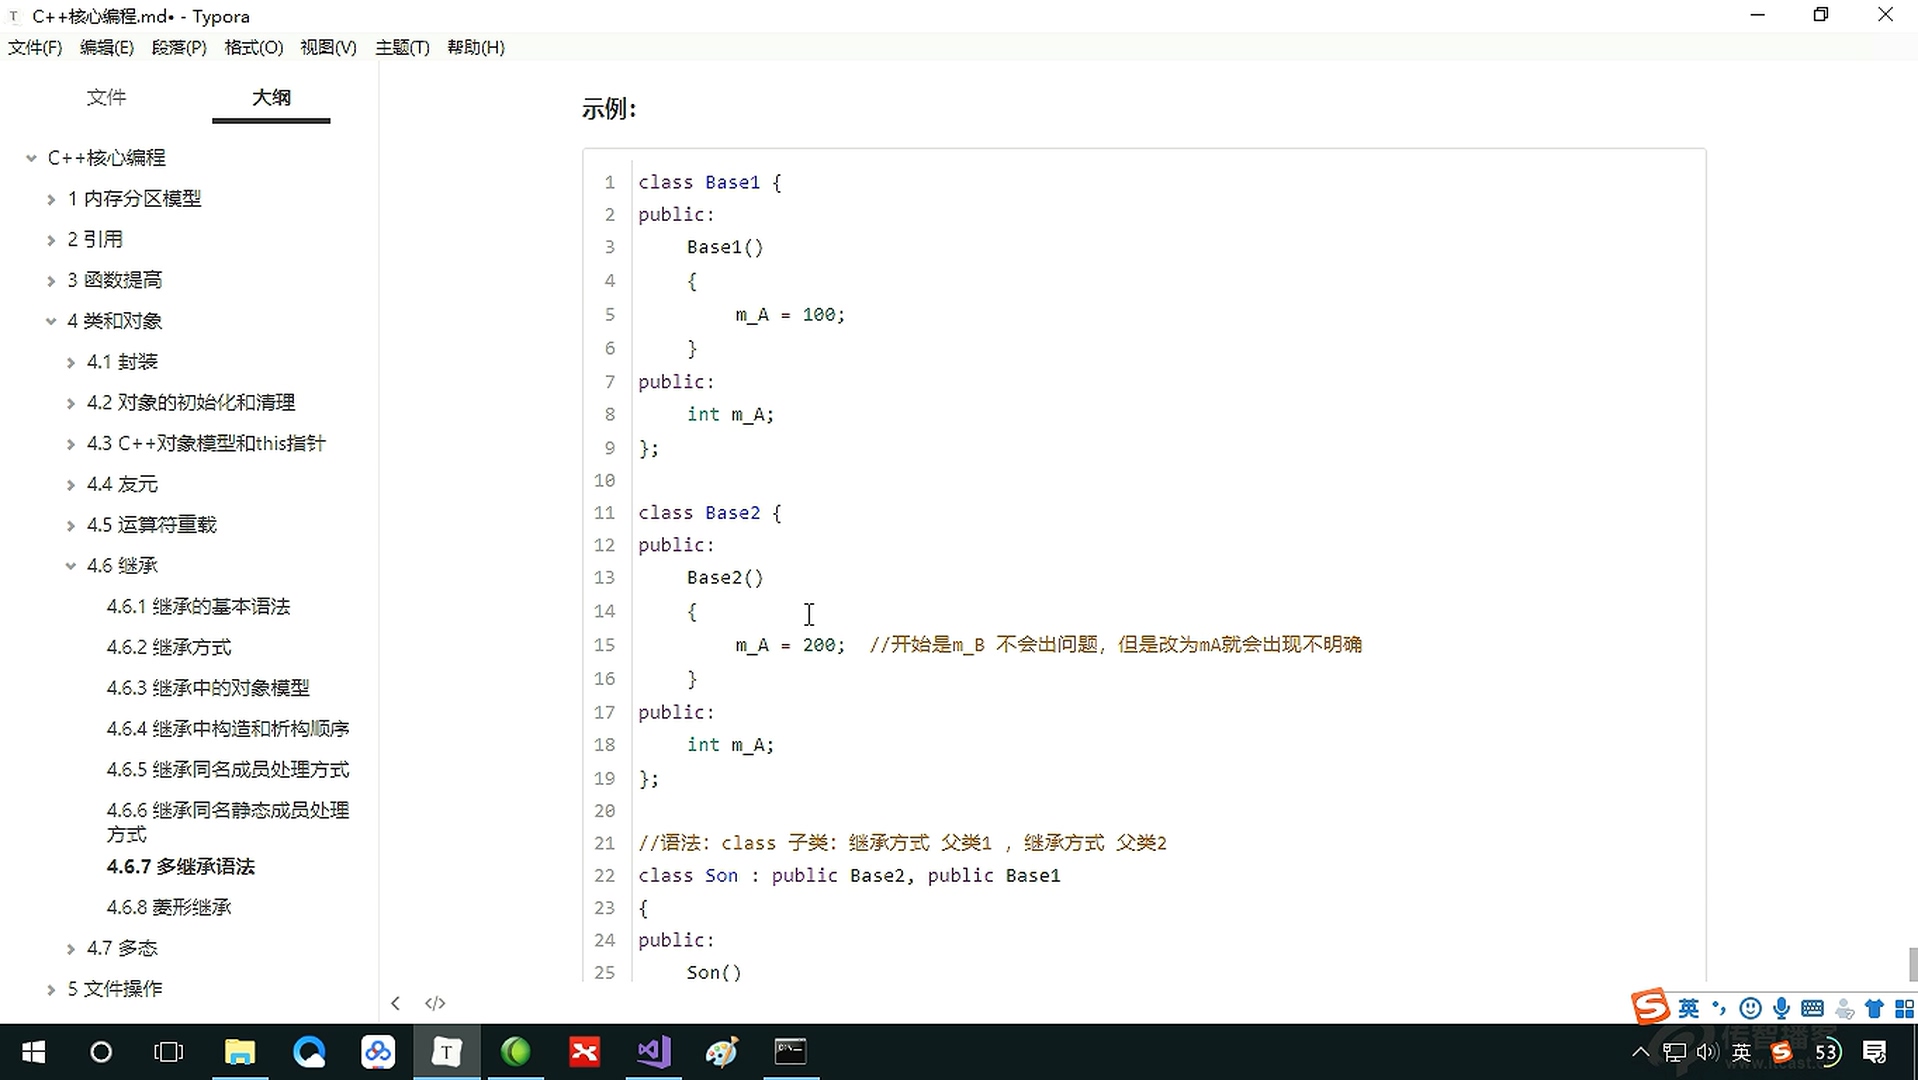 C++核心编程.md• - Typora
文件(F) 编辑(E) 段落(P) 格式(O) 视图(V) 主题(T) 帮助(H)
文件 大纲
C++核心编程
1 内存分区模型
2 引用
3 函数提高
4 类和对象
4.1 封装
4.2 对象的初始化和清理
4.3 C++对象模型和this指针
4.4 友元
4.5 运算符重载
4.6 继承
4.6.1 继承的基本语法
4.6.2 继承方式
4.6.3 继承中的对象模型
4.6.4 继承中构造和析构顺序
4.6.5 继承同名成员处理方式
4.6.6 继承同名静态成员处理
方式
4.6.7 多继承语法
4.6.8 菱形继承
4.7 多态
5 文件操作
示例：
1 class Base1 {
2 public:
3 Base1()
4 {
5 m_A = 100;
6 }
7 public:
8 int m_A;
9 };
10
11 class Base2 {
12 public:
13 Base2()
14 {
15 m_A = 200; //开始是m_B 不会出问题，但是改为mA就会出现不明确
16 }
17 public:
18 int m_A;
19 };
20
21 //语法：class 子类：继承方式 父类1 ，继承方式 父类2
22 class Son : public Base2, public Base1
23 {
24 public:
25 Son()
英
英 53
传智播客